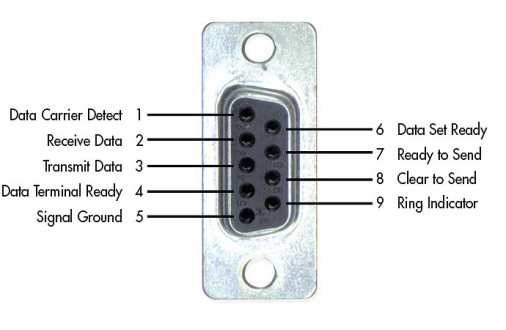 Data Carrier Detect 1
Receive Data 2
Transmit Data 3
Data Terminal Ready 4
Signal Ground 5
6 Data Set Ready
7 Ready to Send
8 Clear to Send
9 Ring Indicator